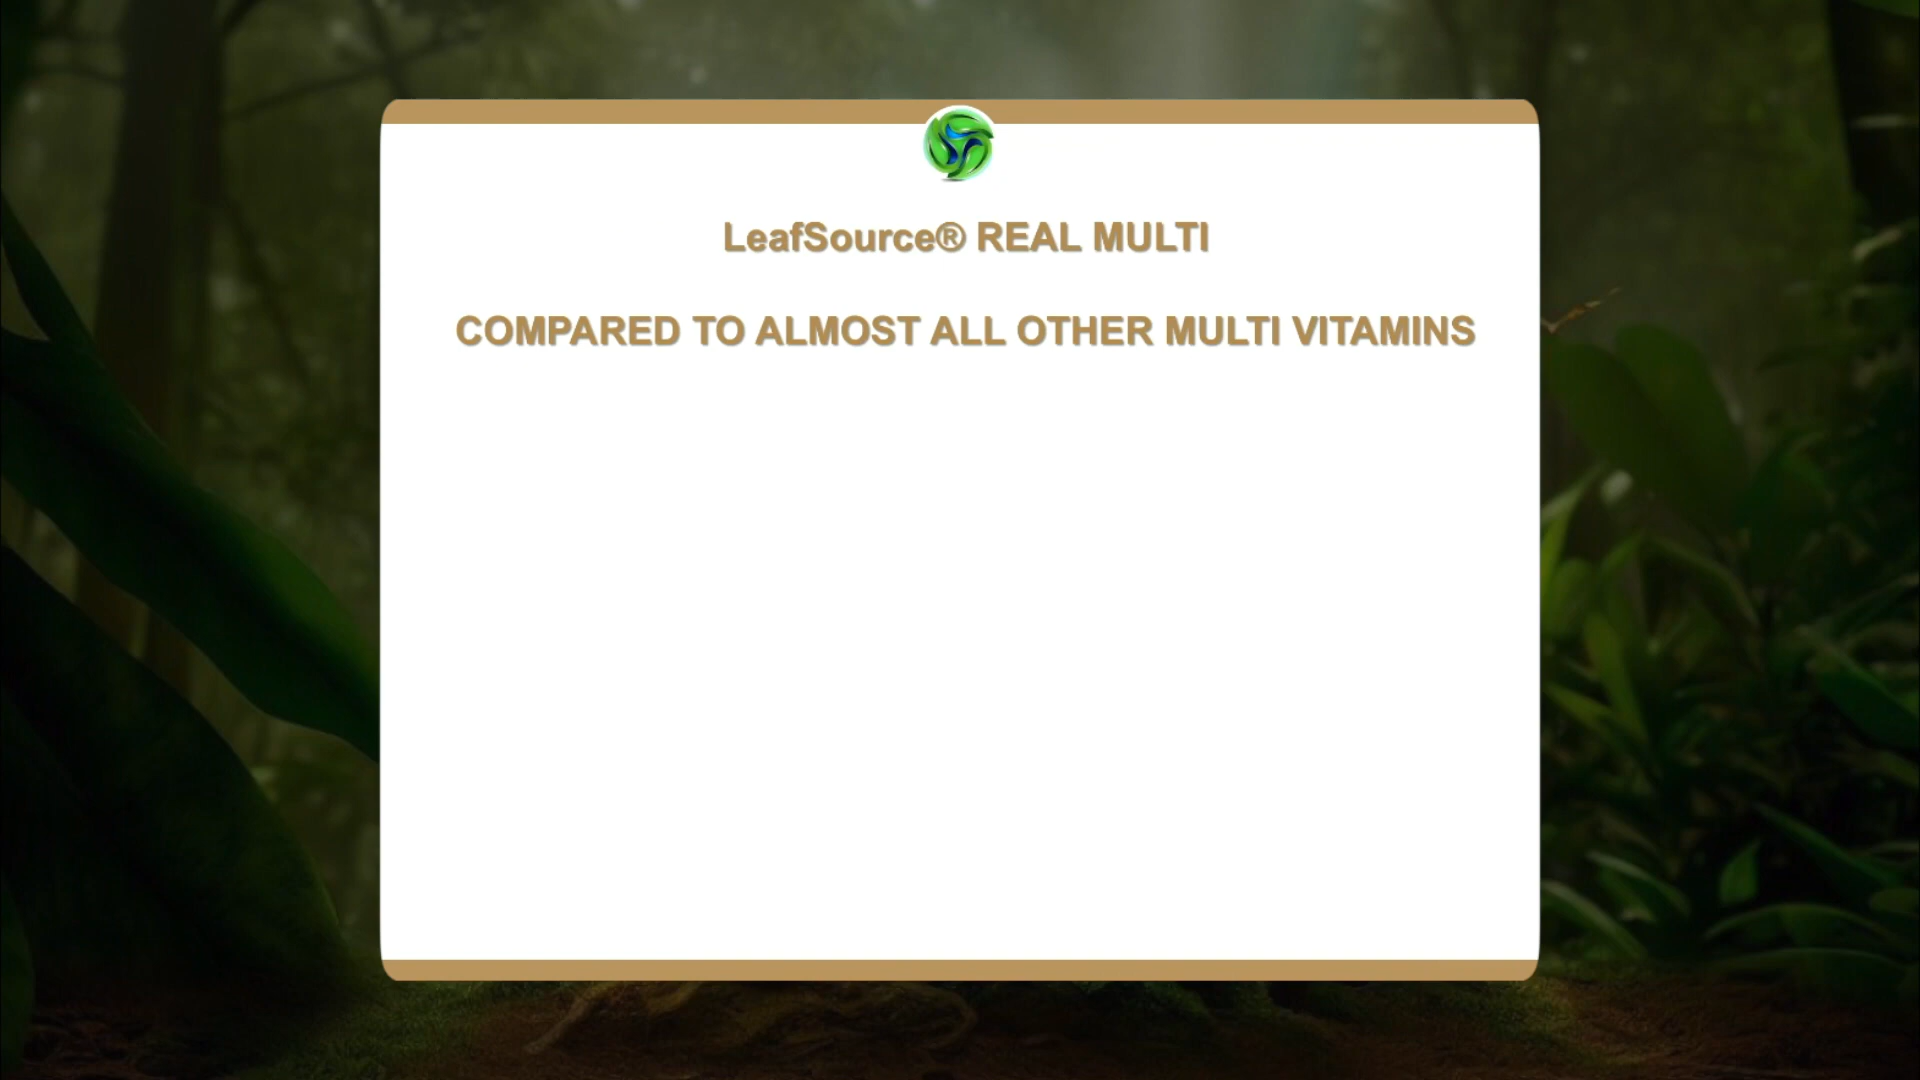 LeafSource® REAL MULTI
COMPARED TO ALMOST ALL OTHER MULTI VITAMINS